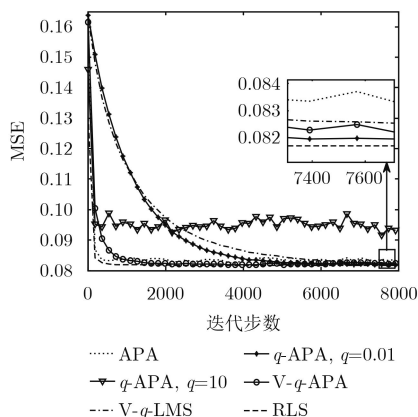 0.16
0.15
0.14
0.13
0.12
0.11
0.10
0.09
0.08
MSE
0.084
0.083
0.082
7400 7600
0 2000 4000 6000 8000
迭代步数
APA q-APA, q=0.01
q-APA, q=10 V-q-APA
V-q-LMS RLS